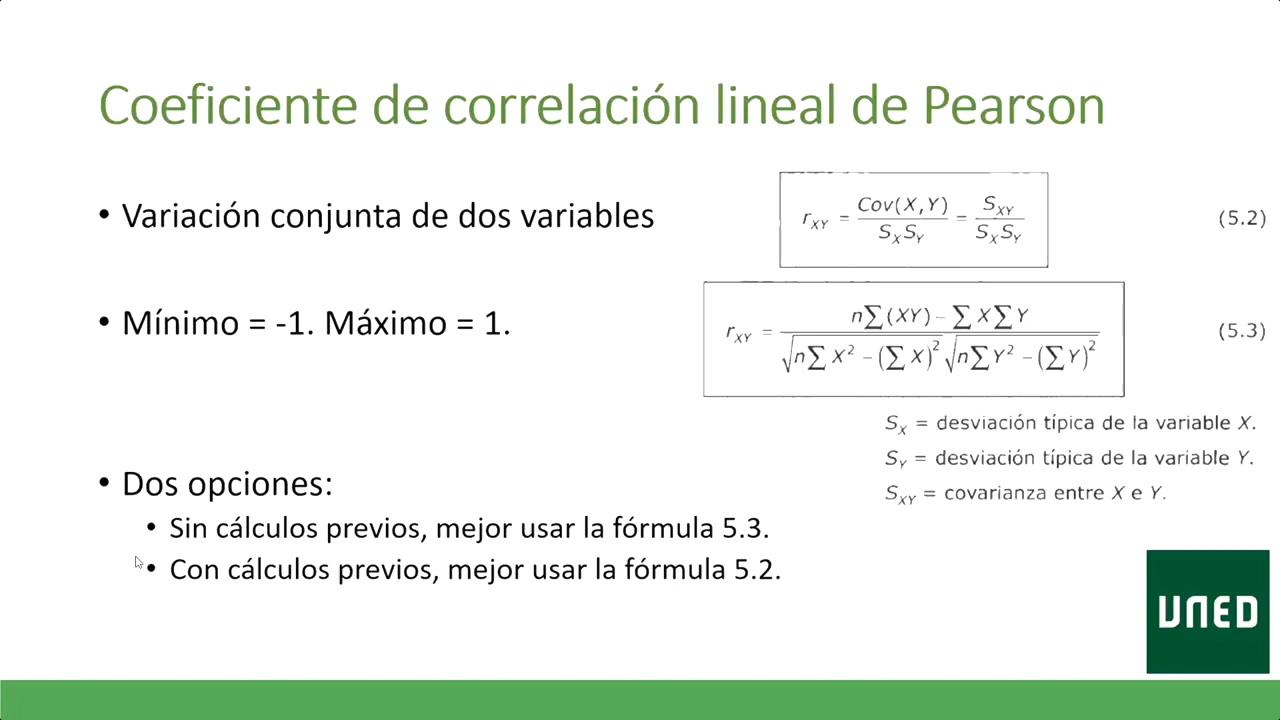 Coeficiente de correlación lineal de Pearson
• Variación conjunta de dos variables
r_XY = Cov(X,Y) / S_X S_Y = S_XY / S_X S_Y (5.2)
• Mínimo = -1. Máximo = 1.
r_XY = n∑(XY) - ∑X∑Y / √n∑X² - (∑X)² √n∑Y² - (∑Y)² (5.3)
S_X = desviación típica de la variable X.
S_Y = desviación típica de la variable Y.
S_XY = covarianza entre X e Y.
• Dos opciones:
• Sin cálculos previos, mejor usar la fórmula 5.3.
• Con cálculos previos, mejor usar la fórmula 5.2.
UNED